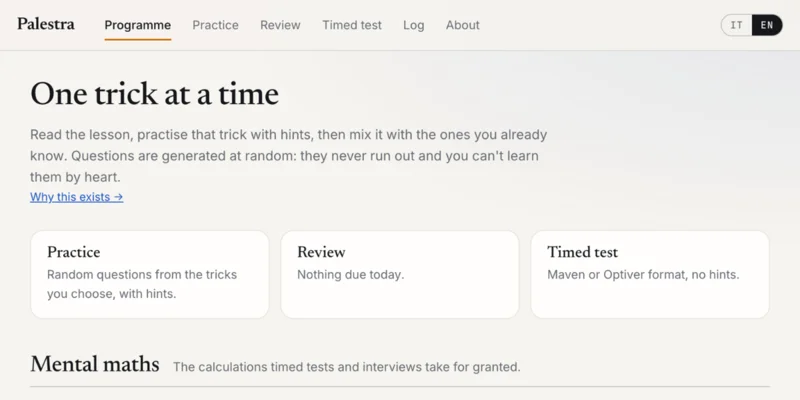 Palestra
Programme
Practice
Review
Timed test
Log
About
IT
EN
One trick at a time
Read the lesson, practise that trick with hints, then mix it with the ones you already
know. Questions are generated at random: they never run out and you can't learn
them by heart.
Why this exists →
Practice
Random questions from the tricks
you choose, with hints.
Review
Nothing due today.
Timed test
Maven or Optiver format, no hints.
Mental maths
The calculations timed tests and interviews take for granted.